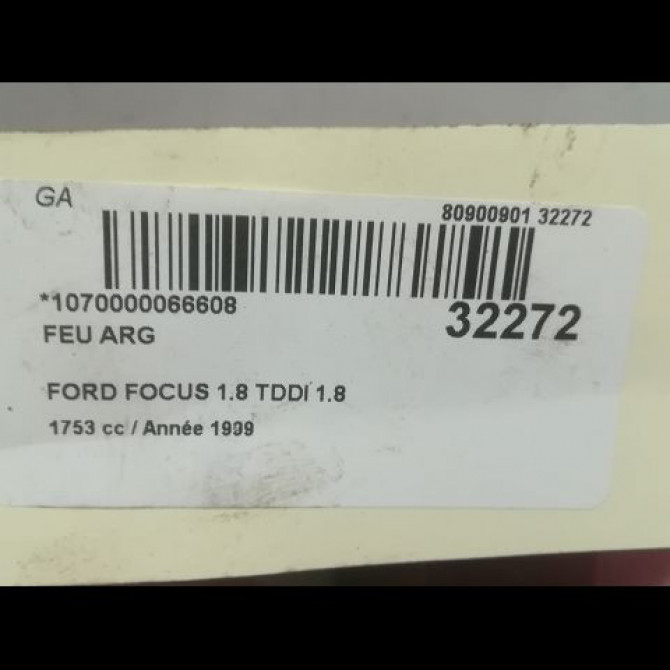 GA
80900901 32272
*1070000066608
32272
FEU ARG
FORD FOCUS 1.8 TDDI 1.8
1753 cc / Année 1999